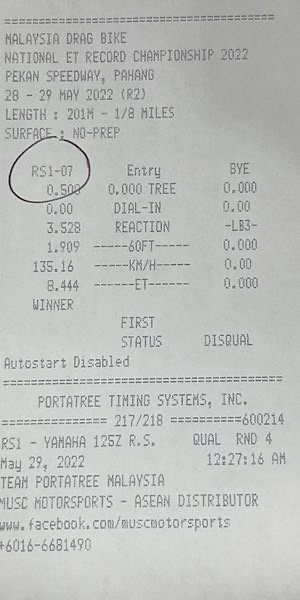 ========================================
MALAYSIA DRAG BIKE
NATIONAL ET RECORD CHAMPIONSHIP 2022
PEKAN SPEEDWAY, PAHANG
28 - 29 MAY 2022 (R2)
LENGTH : 201M - 1/8 MILES
SURFACE : NO-PREP
RS1-07 Entry BYE
0.508 0.000 TREE 0.000
0.00 DIAL-IN 0.000
3.528 REACTION -LB3-
1.909 -----60FT----- 0.000
135.16 -----KM/H----- 0.00
8.444 ------ET------ 0.000
WINNER
FIRST
STATUS DISQUAL
Autostart Disabled
========================================
PORTATREE TIMING SYSTEMS, INC.
=============== 217/218 ==========600214
RS1 - YAMAHA 125Z R.S. QUAL RND 4
May 29, 2022 12:27:16 AM
TEAM PORTATREE MALAYSIA
MUSC MOTORSPORTS - ASEAN DISTRIBUTOR
www.facebook.com/muscmotorsports
+6016-6681490